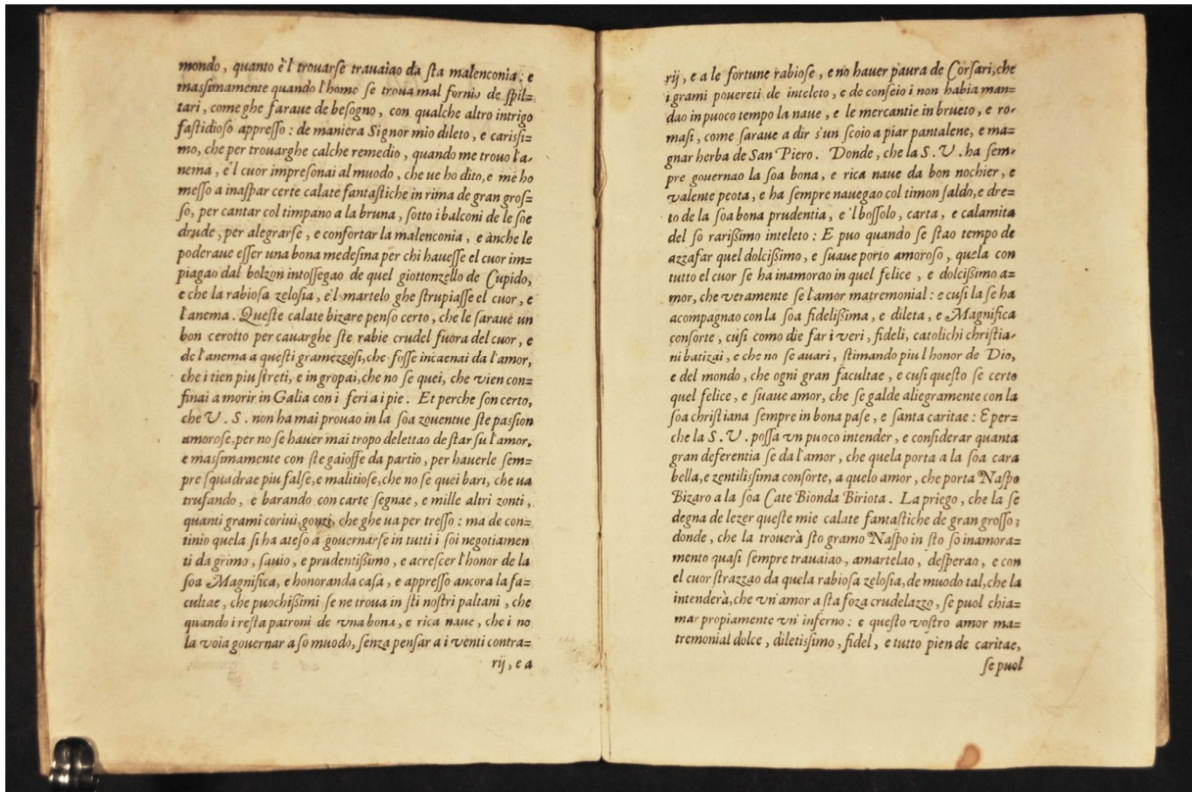 mondo, quanto è'l trouarſe trauaiao da ſta malenconia: e
maſſimamente quando l'homo ſe troua mal fornio de ſpil=
tari, come ghe faraue de beſogno, con qualche altro intrigo
faſtidioſo appreſſo: de maniera Signor mio dileto, e cariſſi=
mo, che per trouarghe calche remedio, quando me trouo l'a=
nema, e'l cuor impreſonai al muodo, che ue ho dito, e me ho
meſſo a inaſpar certe calate fantaſtiche in rima de gran groſ=
ſo, per cantar col timpano a la bruna, ſotto i balconi de le ſoe
drude, per alegrarſe, e confortar la malenconia, e anche le
poderaue eſſer una bona medeſina per chi haueſſe el cuor im=
piagao dal bolzon intoſſegao de quel giottonzello de Cupido,
e che la rabioſa zeloſia, e'l martelo ghe ſtrupiaſſe el cuor, e
l'anema. Queſte calate bizare penſo certo, che le ſaraue un
bon cerotto per cauarghe ſte rabie crudel fuora del cuor, e
de l'anema a queſti gramezzoſi, che foſſe incaenai da l'amor,
che i tien piu ſtreti, e ingropai, che no ſe quei, che vien con=
finai a morir in Galia con i feri a i pie. Et perche ſon certo,
che V. S. non ha mai prouao in la ſoa zouentue ſte paſſion
amoroſe, per no ſe hauer mai tropo delettao de ſtar ſu l'amor,
e maſſimamente con ſte gaioffe da partio, per hauerle ſem=
pre ſquadrae piu falſe, e malitioſe, che no ſe quei bari, che ua
trufando, e barando con carte ſegnae, e mille altri zonti,
quanti grami coriui, gonzi, che ghe ua per treſſo: ma de con=
tinio quela ſi ha ateſo a gouernarſe in tutti i ſoi negotiamen
ti da grimo, ſauio, e prudentiſſimo, e acreſcer l'honor de la
ſoa Magnifica, e honoranda caſa, e appreſſo ancora la fa=
cultae, che puochiſſimi ſe ne troua in ſti noſtri paltani, che
quando i reſta patroni de una bona, e rica naue, che i no
la voia gouernar a ſo muodo, ſenza penſar a i venti contra=
rij, e a
rij, e a le fortune rabioſe, e no hauer paura de Corſari, che
i grami pouereti de inteleto, e de conſeio i non habia man=
dao in puoco tempo la naue, e le mercantie in brueto, e ro=
maſi, come ſaraue a dir s'un ſcoio a piar pantalene, e ma=
gnar herba de San Piero. Donde, che la S. V. ha ſem=
pre gouernao la ſoa bona, e rica naue da bon nochier, e
valente peota, e ha ſempre nauegao col timon ſaldo, e dre=
to de la ſoa bona prudentia, e'l boſſolo, carta, e calamita
del ſo rariſſimo inteleto: E puo quando ſe ſtao tempo de
azzafar quel dolciſſimo, e ſuaue porto amoroſo, quela con
tutto el cuor ſe ha inamorao in quel felice, e dolciſſimo a=
mor, che veramente ſe l'amor matremonial: e cuſi la ſe ha
acompagnao con la ſoa fideliſſima, e dileta, e Magnifica
conſorte, cuſi como die far i veri, fideli, catolichi chriſtia=
ni batizai, e che no ſe auari, ſtimando piu l'honor de Dio,
e del mondo, che ogni gran facultae, e cuſi queſto ſe certo
quel felice, e ſuaue amor, che ſe galde aliegramente con la
ſoa chriſtiana ſempre in bona paſe, e ſanta caritae: E per=
che la S. V. poſſa vn puoco intender, e conſiderar quanta
gran deferentia ſe da l'amor, che quela porta a la ſoa cara
bella, e zentiliſſima conſorte, a quelo amor, che porta Naſpo
Bizaro a la ſoa Cate Bionda Biriota. La priego, che la ſe
degna de lezer queſte mie calate fantaſtiche de gran groſſo;
donde, che la trouerà ſto gramo Naſpo in ſto ſo inamora=
mento quaſi ſempre trauaiao, amartelao, deſperao, e con
el cuor ſtrazzao da quela rabioſa zeloſia, de muodo tal, che la
intenderà, che vn'amor a ſta foza crudelazzo, ſe puol chia=
mar propiamente vn'inferno: e queſto voſtro amor ma=
tremonial dolce, diletiſſimo, fidel, e tutto pien de caritae,
ſe puol